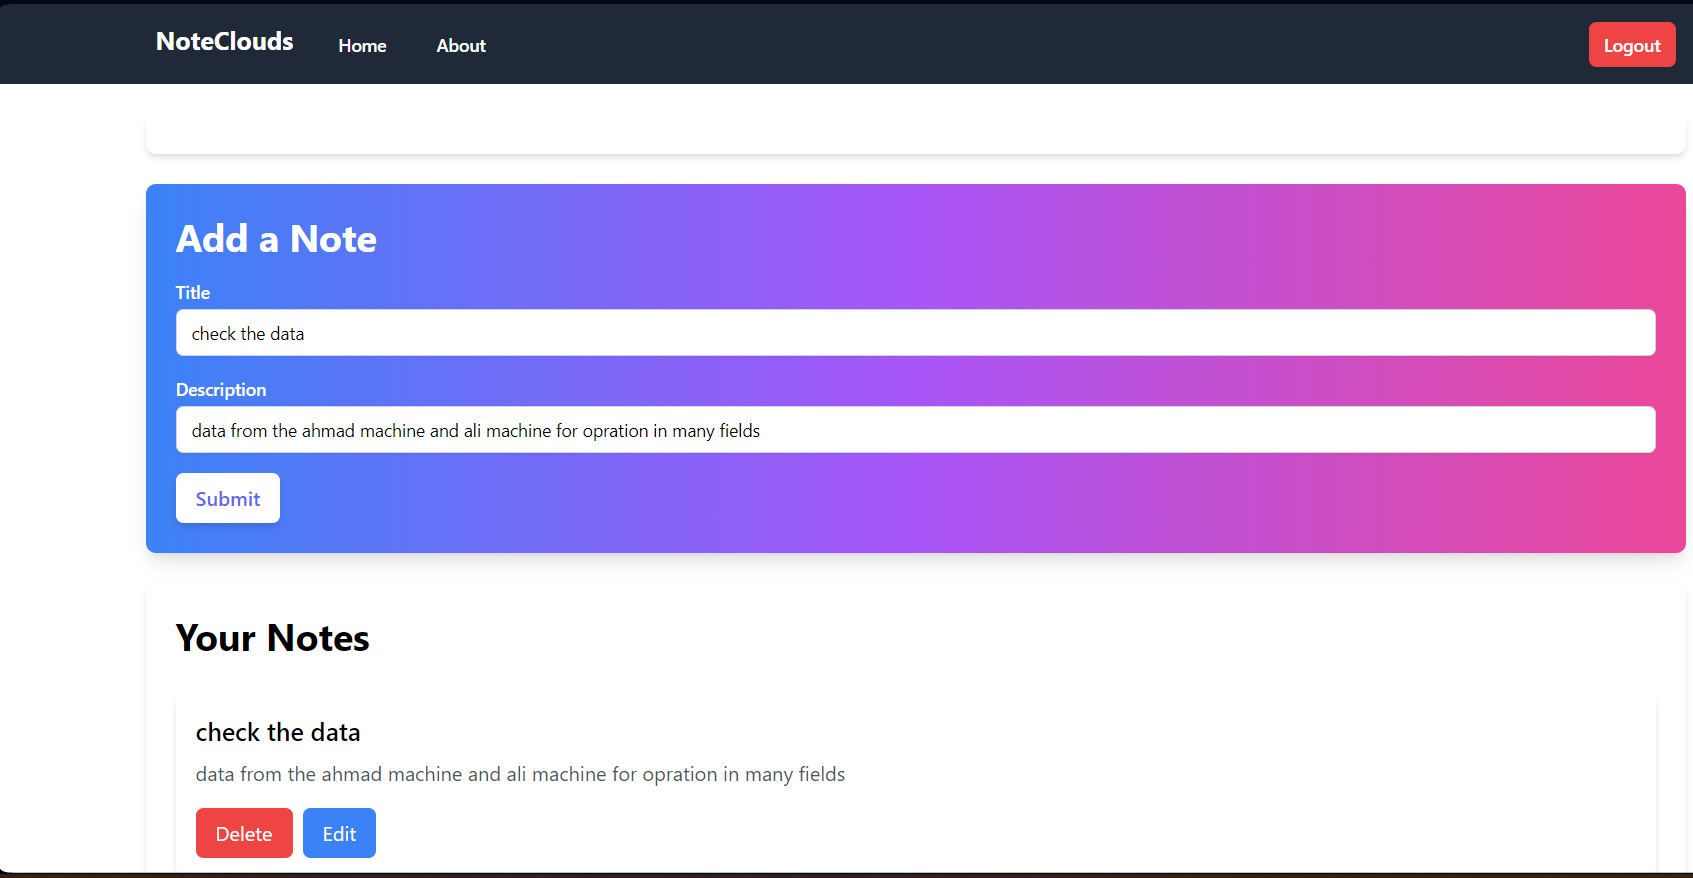 NoteClouds Home About Logout
Add a Note
Title
check the data
Description
data from the ahmad machine and ali machine for opration in many fields
Submit
Your Notes
check the data
data from the ahmad machine and ali machine for opration in many fields
Delete Edit